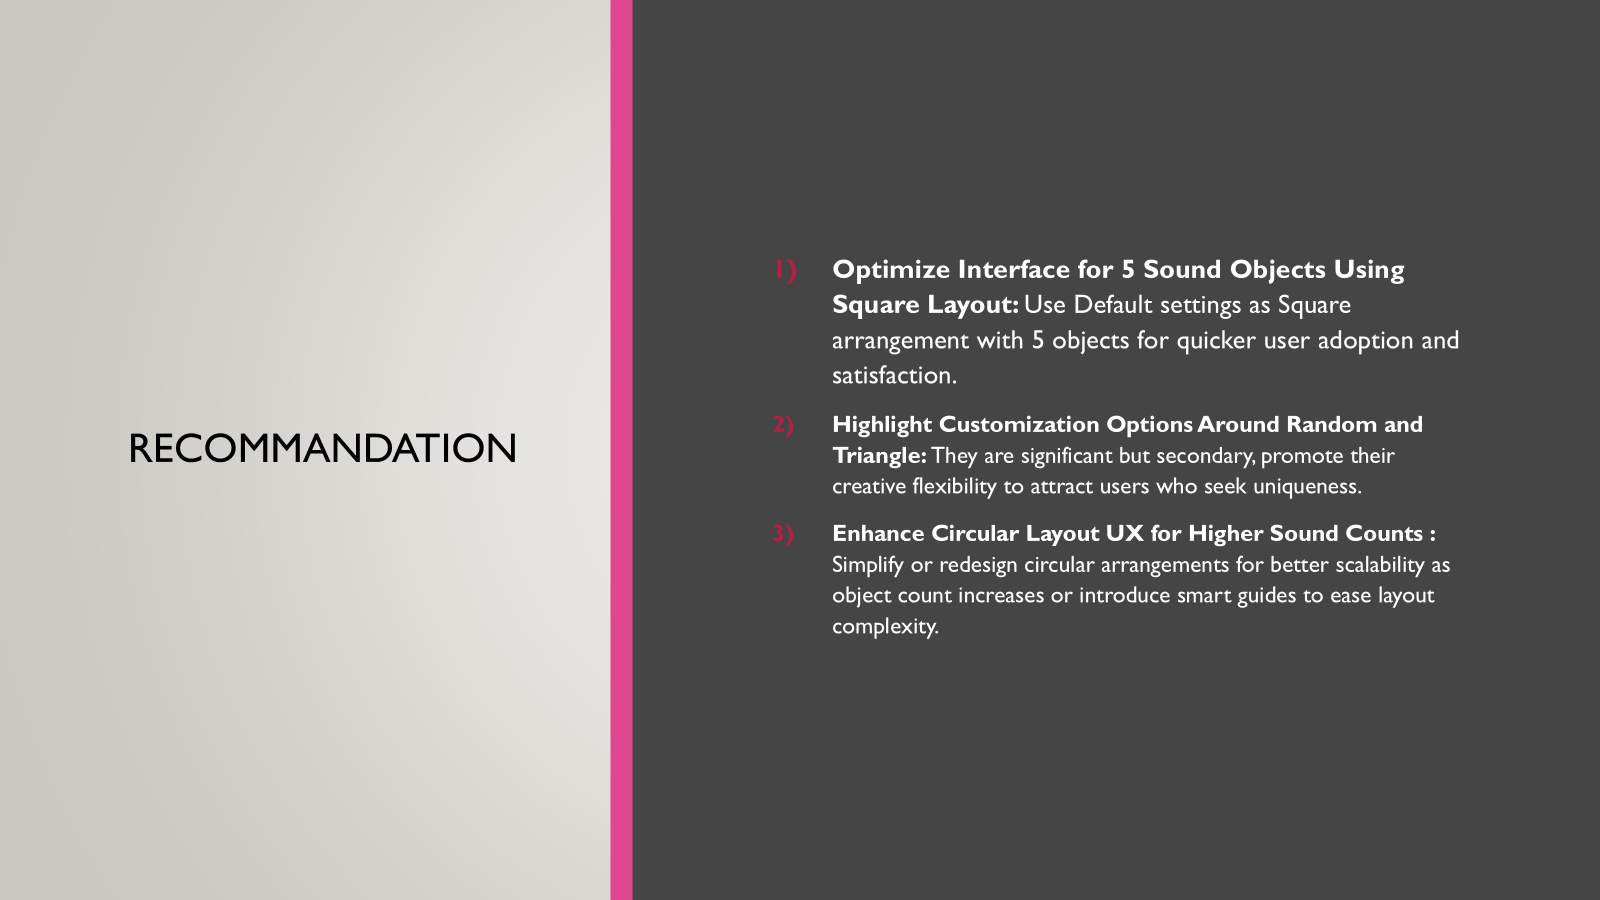 RECOMMANDATION
1) Optimize Interface for 5 Sound Objects Using
Square Layout: Use Default settings as Square
arrangement with 5 objects for quicker user adoption and
satisfaction.
2) Highlight Customization Options Around Random and
Triangle: They are significant but secondary, promote their
creative flexibility to attract users who seek uniqueness.
3) Enhance Circular Layout UX for Higher Sound Counts :
Simplify or redesign circular arrangements for better scalability as
object count increases or introduce smart guides to ease layout
complexity.